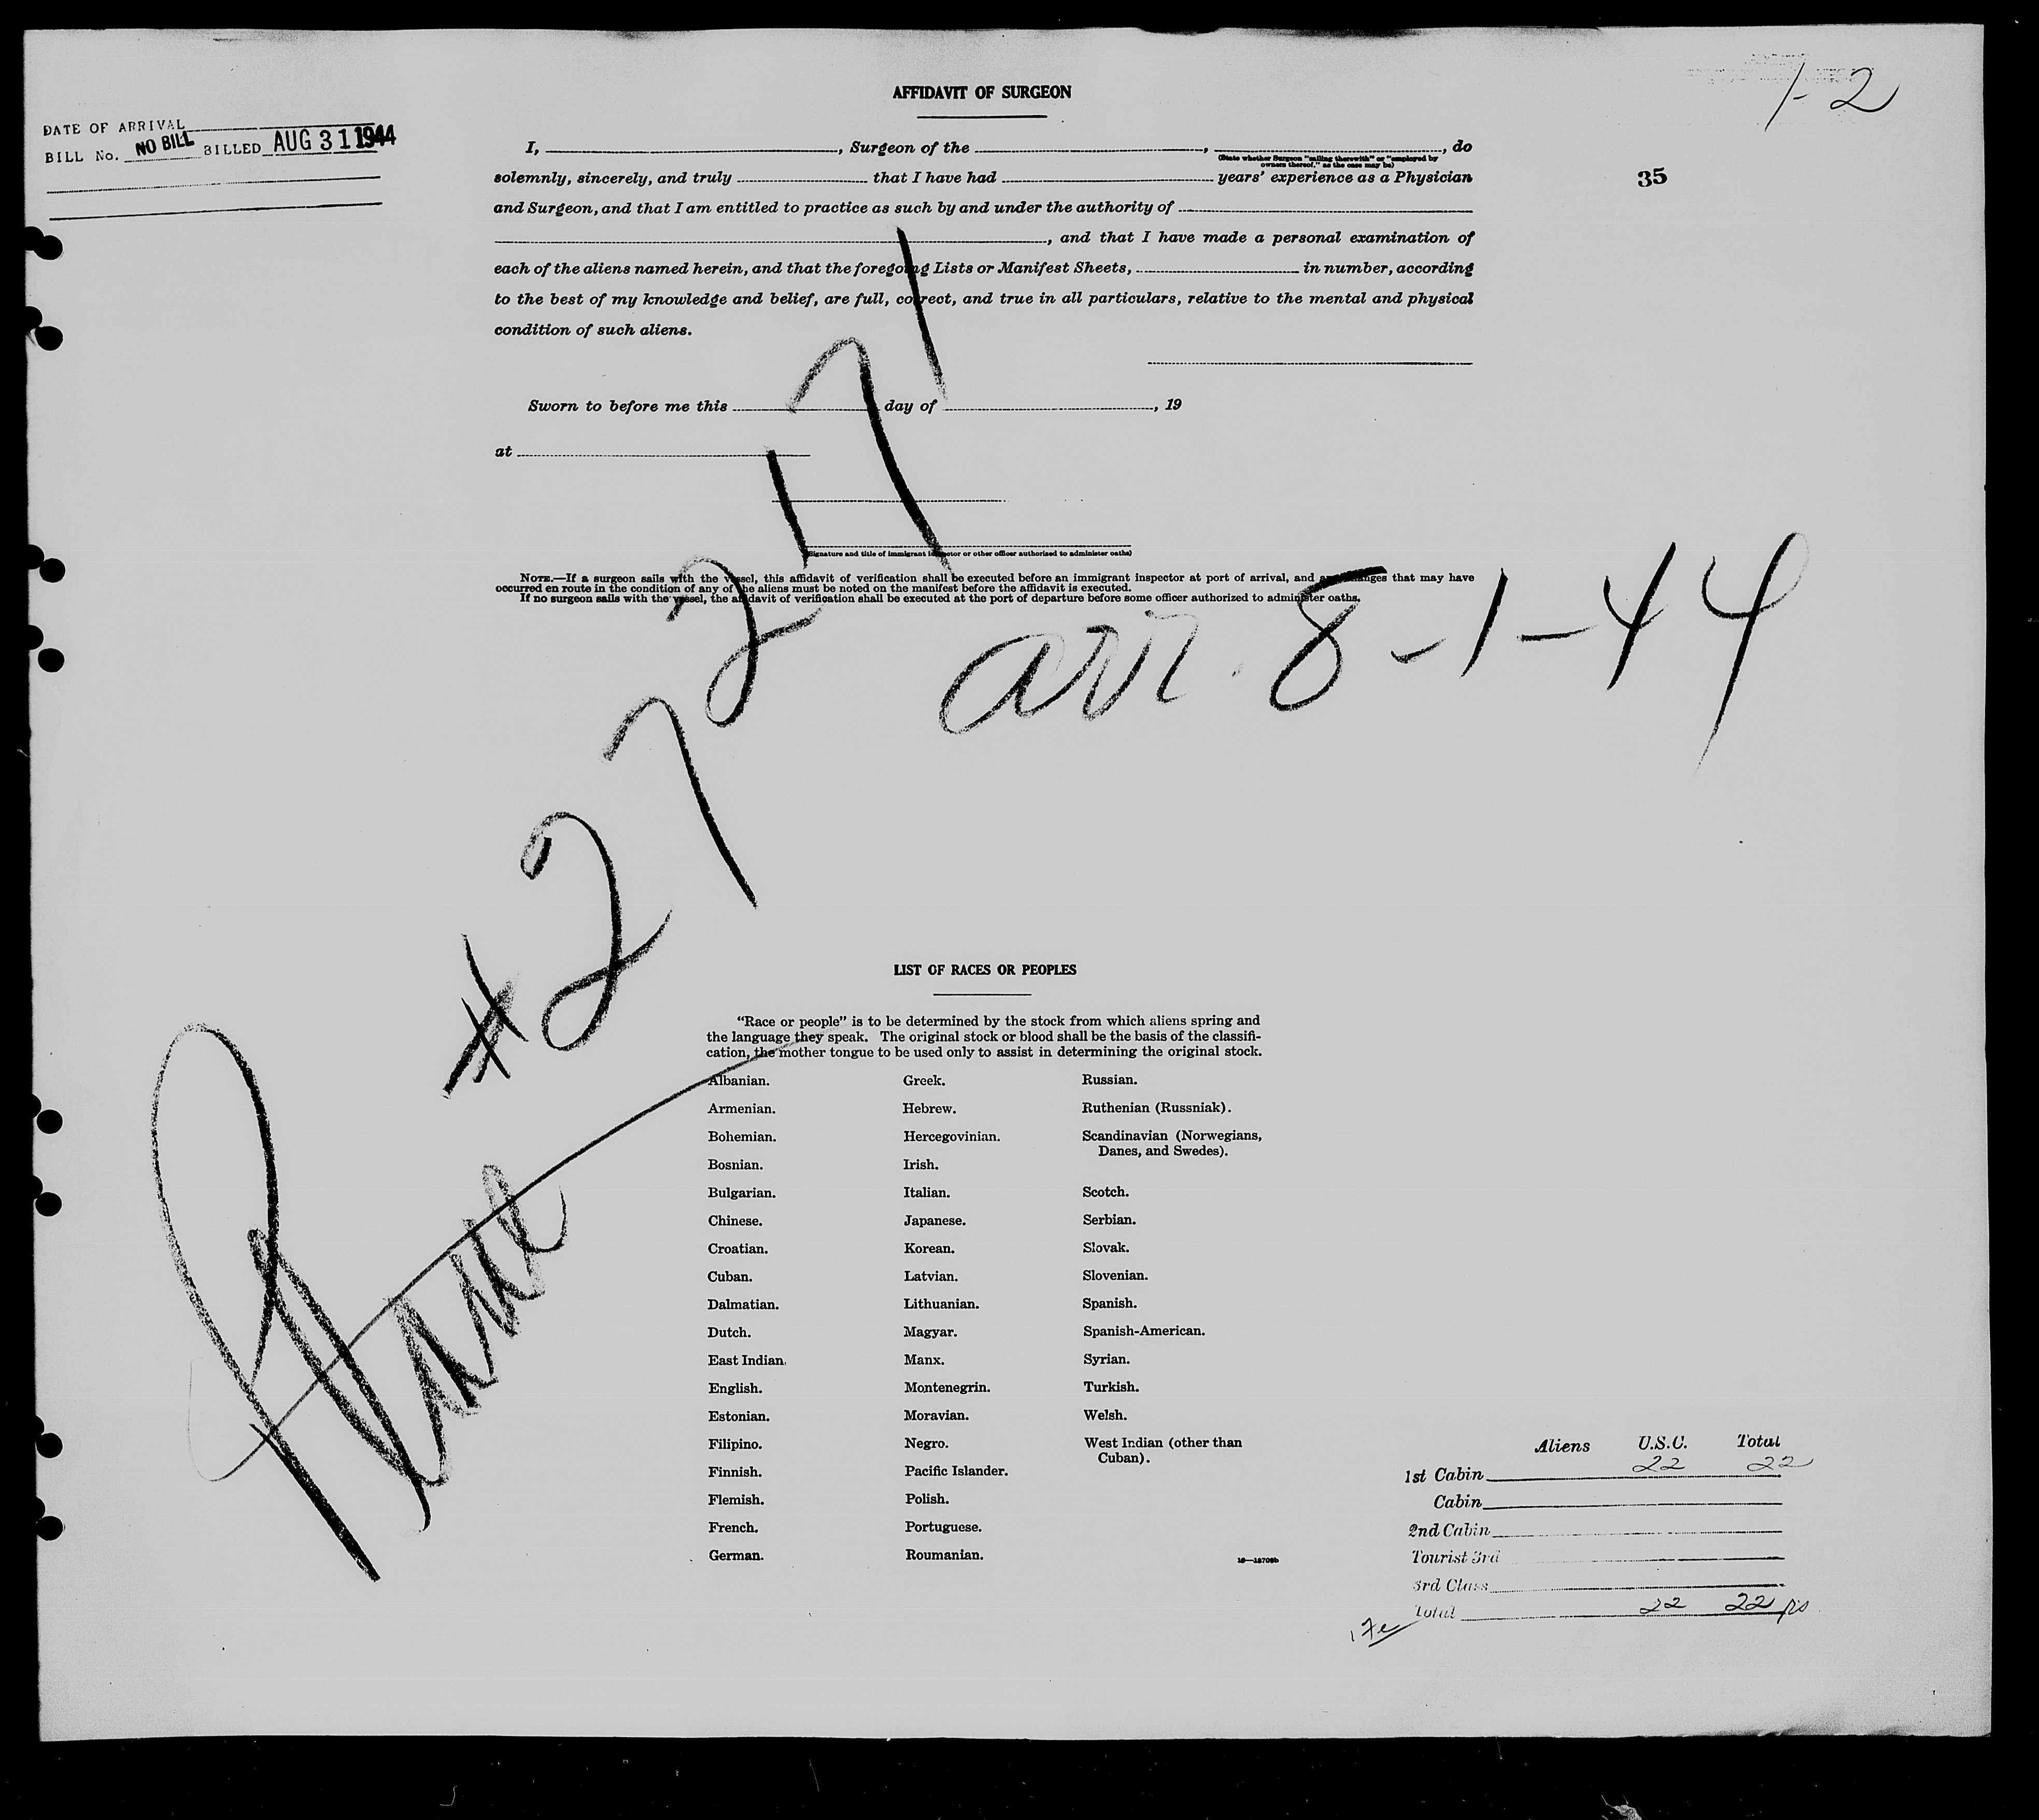 1-2
AFFIDAVIT OF SURGEON
DATE OF ARRIVAL
BILL No. NO BILL BILLED AUG 31 1944
I, , Surgeon of the , , do
(State whether Surgeon "sailing therewith" or "employed by
owners thereof," as the case may be)
solemnly, sincerely, and truly that I have had years' experience as a Physician
35
and Surgeon, and that I am entitled to practice as such by and under the authority of
, and that I have made a personal examination of
each of the aliens named herein, and that the foregoing Lists or Manifest Sheets, in number, according
to the best of my knowledge and belief, are full, correct, and true in all particulars, relative to the mental and physical
condition of such aliens.
Sworn to before me this day of , 19
at
(Signature and title of immigrant inspector or other officer authorized to administer oaths)
NOTE.—If a surgeon sails with the vessel, this affidavit of verification shall be executed before an immigrant inspector at port of arrival, and any changes that may have
occurred en route in the condition of any of the aliens must be noted on the manifest before the affidavit is executed.
If no surgeon sails with the vessel, the affidavit of verification shall be executed at the port of departure before some officer authorized to administer oaths.
arr. 8-1-44
Plane #272171
LIST OF RACES OR PEOPLES
"Race or people" is to be determined by the stock from which aliens spring and
the language they speak. The original stock or blood shall be the basis of the classifi-
cation, the mother tongue to be used only to assist in determining the original stock.
Albanian. Greek. Russian.
Armenian. Hebrew. Ruthenian (Russniak).
Bohemian. Hercegovinian. Scandinavian (Norwegians,
Danes, and Swedes).
Bosnian. Irish.
Bulgarian. Italian. Scotch.
Chinese. Japanese. Serbian.
Croatian. Korean. Slovak.
Cuban. Latvian. Slovenian.
Dalmatian. Lithuanian. Spanish.
Dutch. Magyar. Spanish-American.
East Indian. Manx. Syrian.
English. Montenegrin. Turkish.
Estonian. Moravian. Welsh.
Filipino. Negro. West Indian (other than
Cuban).
Finnish. Pacific Islander.
Flemish. Polish.
French. Portuguese.
German. Roumanian.
Aliens U.S.C. Total
1st Cabin 22 22
Cabin
2nd Cabin
Tourist 3rd
3rd Class
Total 22 22